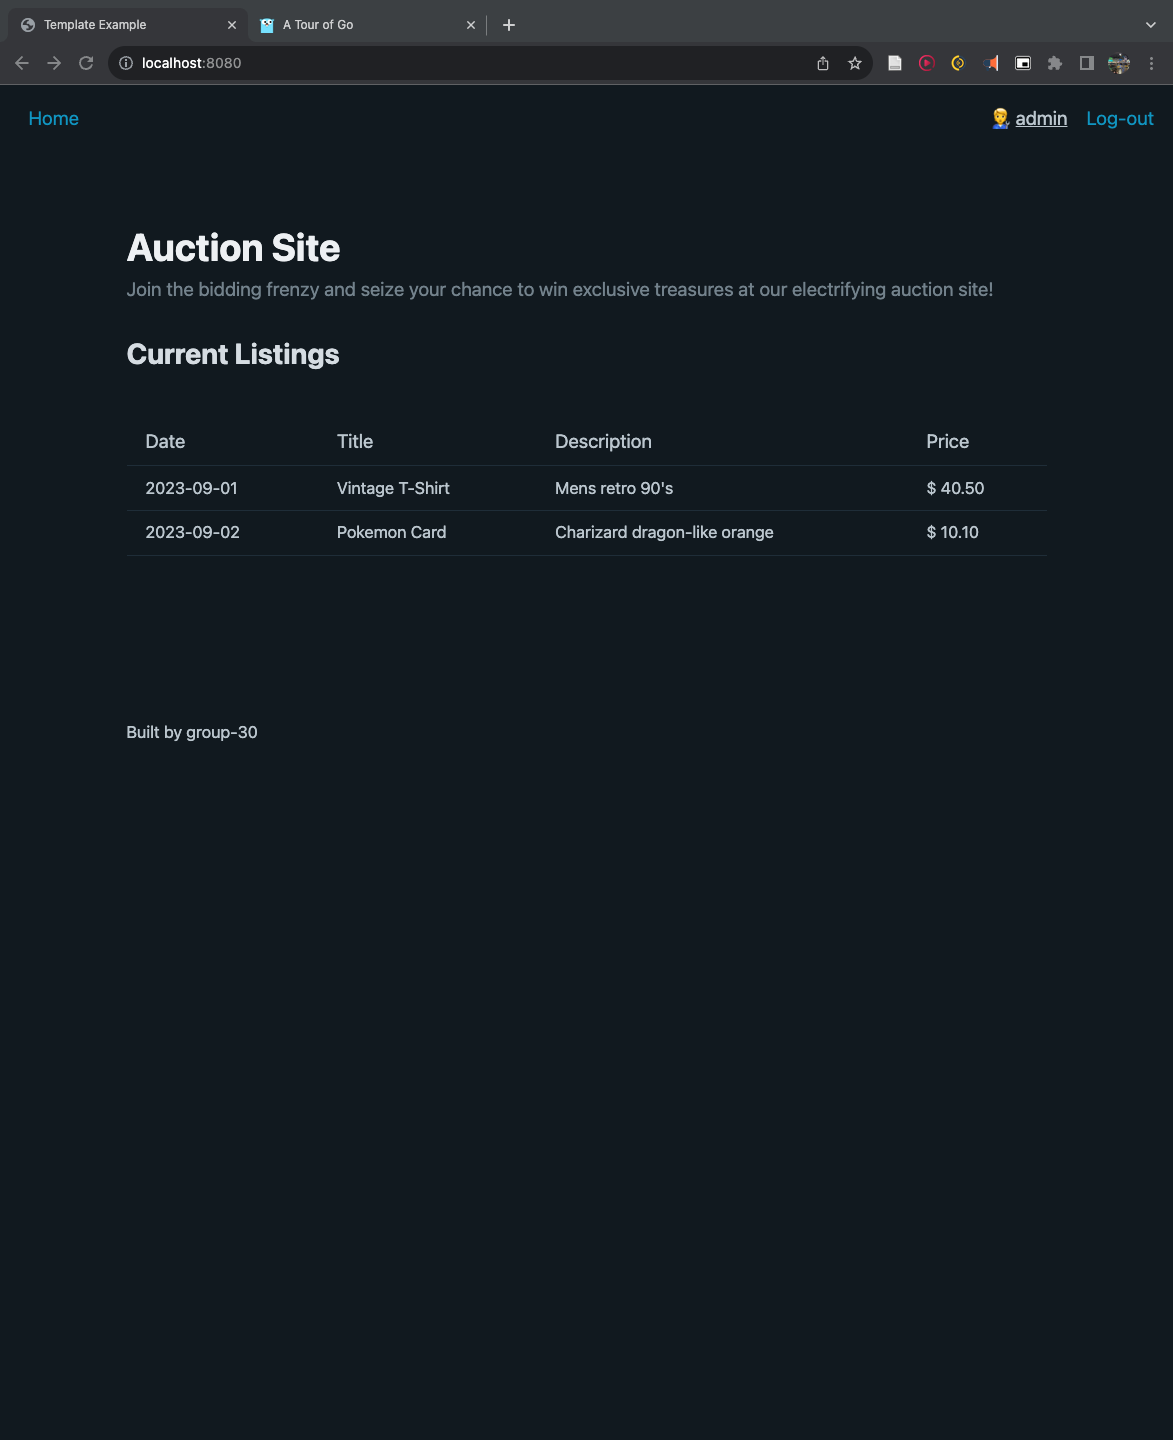 Template Example
A Tour of Go
localhost:8080
Home
admin Log-out
Auction Site
Join the bidding frenzy and seize your chance to win exclusive treasures at our electrifying auction site!
Current Listings
Date Title Description Price
2023-09-01 Vintage T-Shirt Mens retro 90's $ 40.50
2023-09-02 Pokemon Card Charizard dragon-like orange $ 10.10
Built by group-30